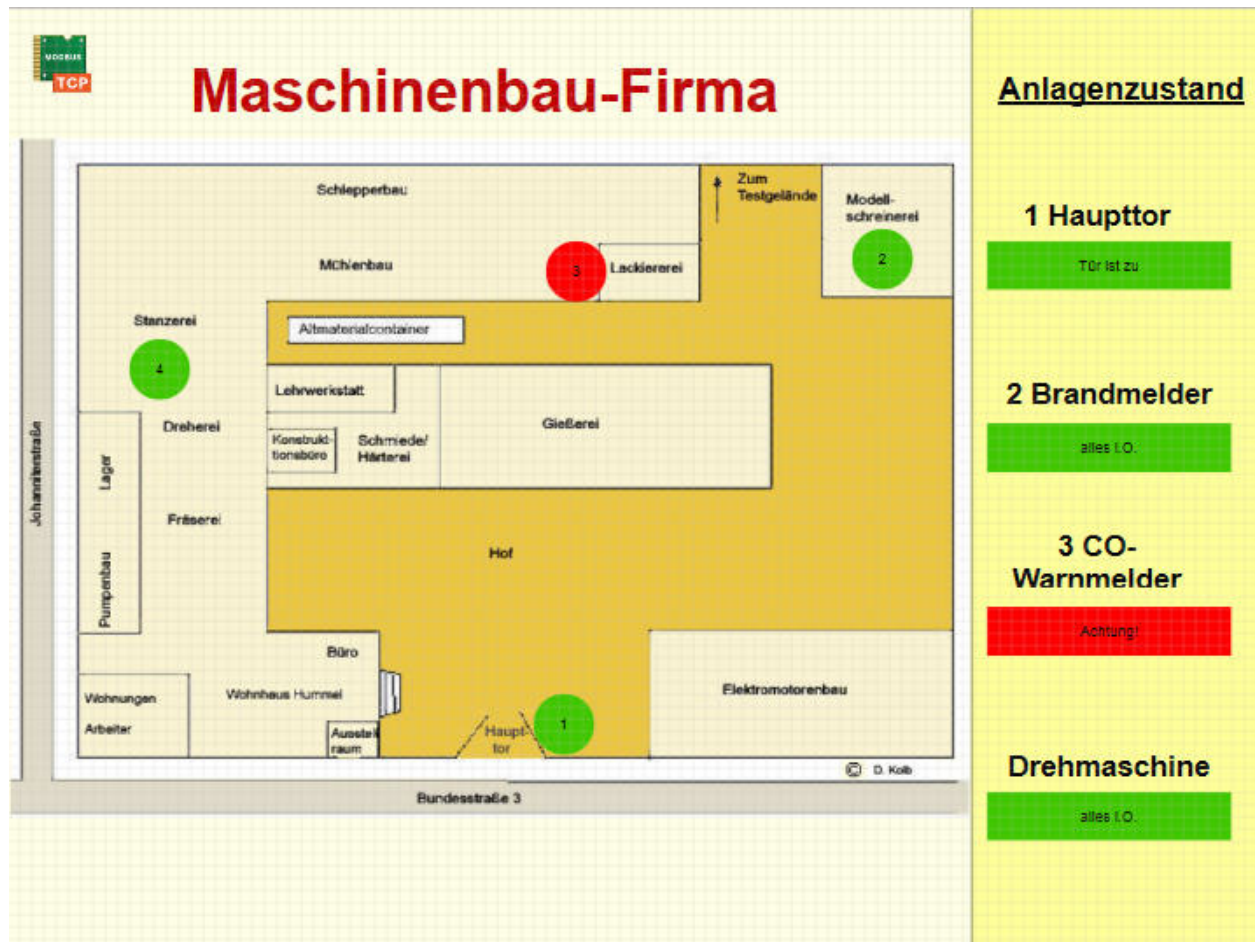 MODBUS
TCP
Maschinenbau-Firma
Anlagenzustand
Schlepperbau
Zum
Testgelände
Modell-
schreinerei
2
1 Haupttor
Tür ist zu
Mühlenbau
3
Lackiererei
Stanzerei
4
Altmaterialcontainer
Lehrwerkstatt
Gießerei
2 Brandmelder
alles I.O.
Dreherei
Konstruk-
tionsbüro
Schmiede/
Härterei
Johanniterstraße
Lager
Fräserei
Hof
Pumpenbau
3 CO-
Warnmelder
Achtung!
Büro
Wohnungen
Arbeiter
Wohnhaus Hummel
Ausstell
raum
Haupt-
tor
1
Elektromotorenbau
© D. Kolb
Bundesstraße 3
Drehmaschine
alles I.O.